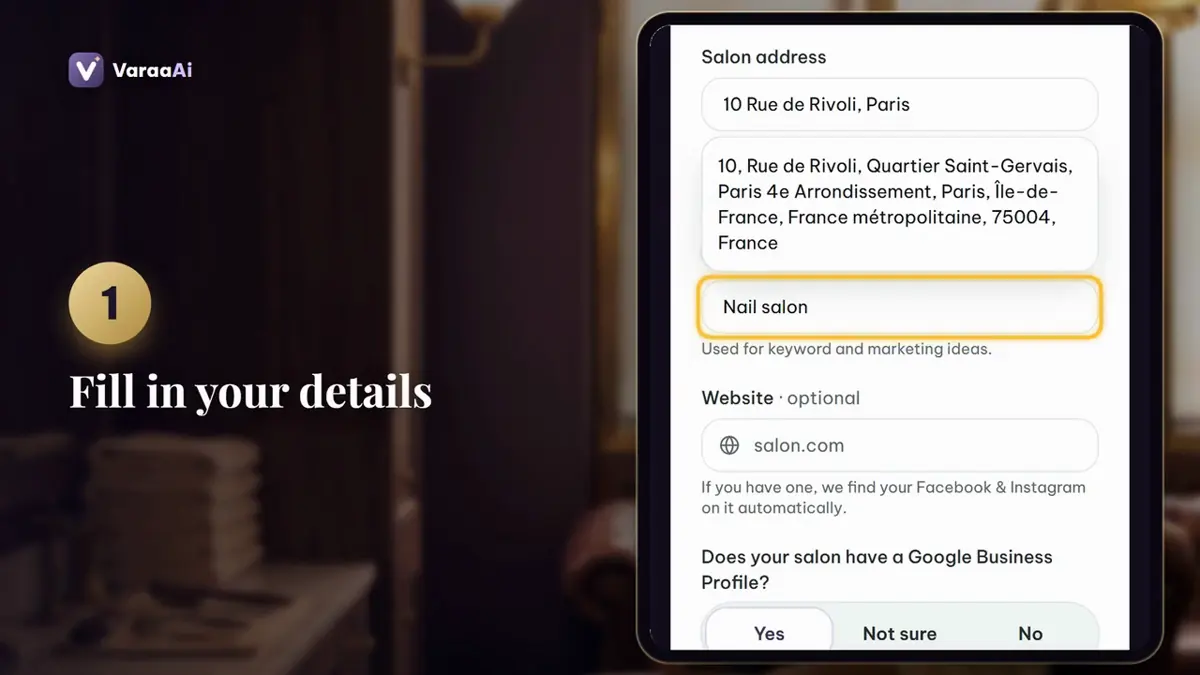 VaraaAi
1
Fill in your details
Salon address
10 Rue de Rivoli, Paris
10, Rue de Rivoli, Quartier Saint-Gervais,
Paris 4e Arrondissement, Paris, Île-de-
France, France métropolitaine, 75004,
France
Nail salon
Used for keyword and marketing ideas.
Website · optional
salon.com
If you have one, we find your Facebook & Instagram
on it automatically.
Does your salon have a Google Business
Profile?
Yes
Not sure
No